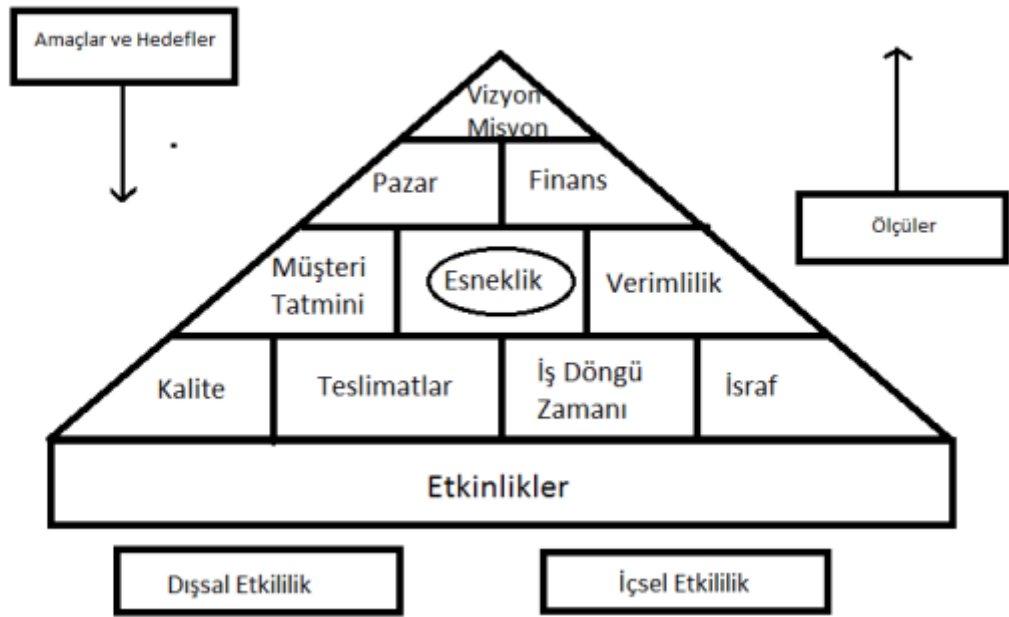 Amaçlar ve Hedefler
Vizyon
Misyon
Pazar
Finans
Ölçüler
Müşteri
Tatmini
Esneklik
Verimlilik
Kalite
Teslimatlar
İş Döngü
Zamanı
İsraf
Etkinlikler
Dışsal Etkililik
İçsel Etkililik